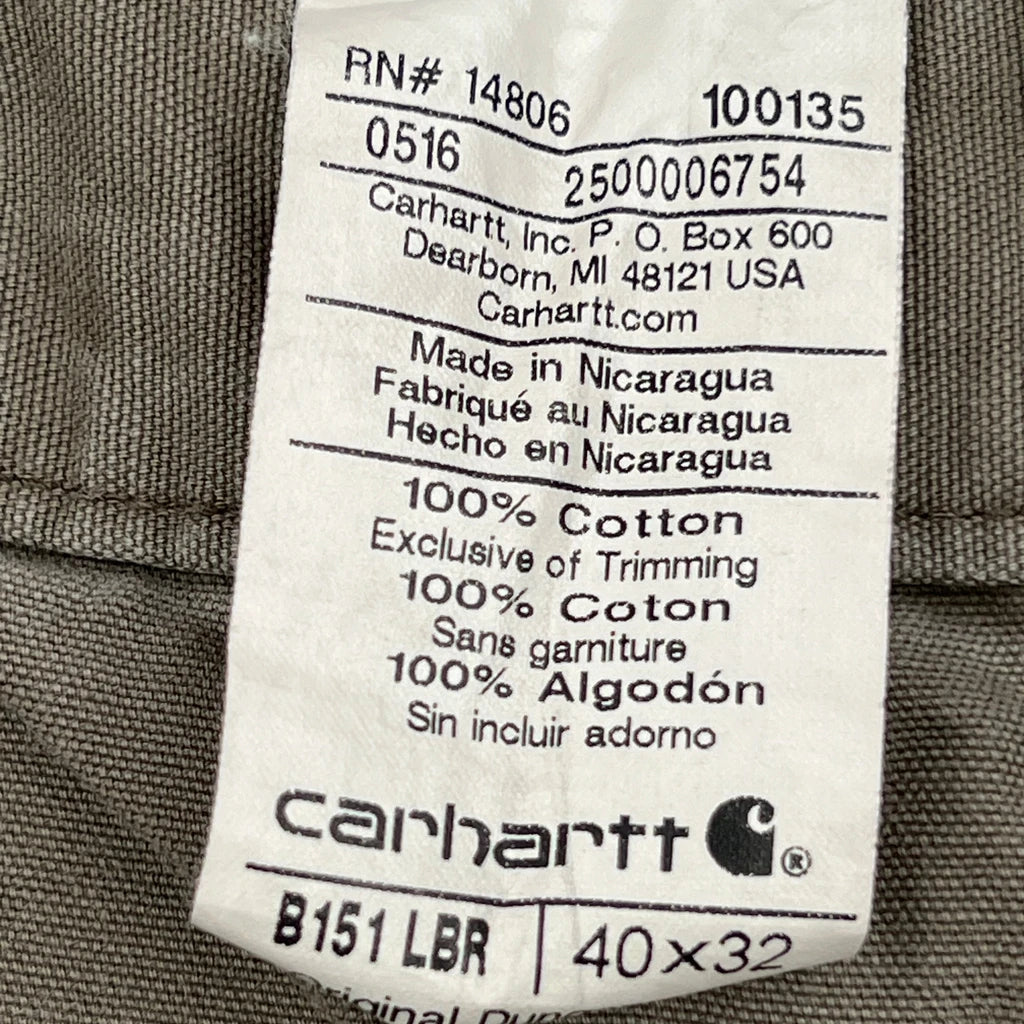 RN# 14806 100135
0516 2500006754
Carhartt, Inc. P. O. Box 600
Dearborn, MI 48121 USA
Carhartt.com
Made in Nicaragua
Fabriqué au Nicaragua
Hecho en Nicaragua
100% Cotton
Exclusive of Trimming
100% Coton
Sans garniture
100% Algodón
Sin incluir adorno
carhartt ®
B151 LBR 40x32